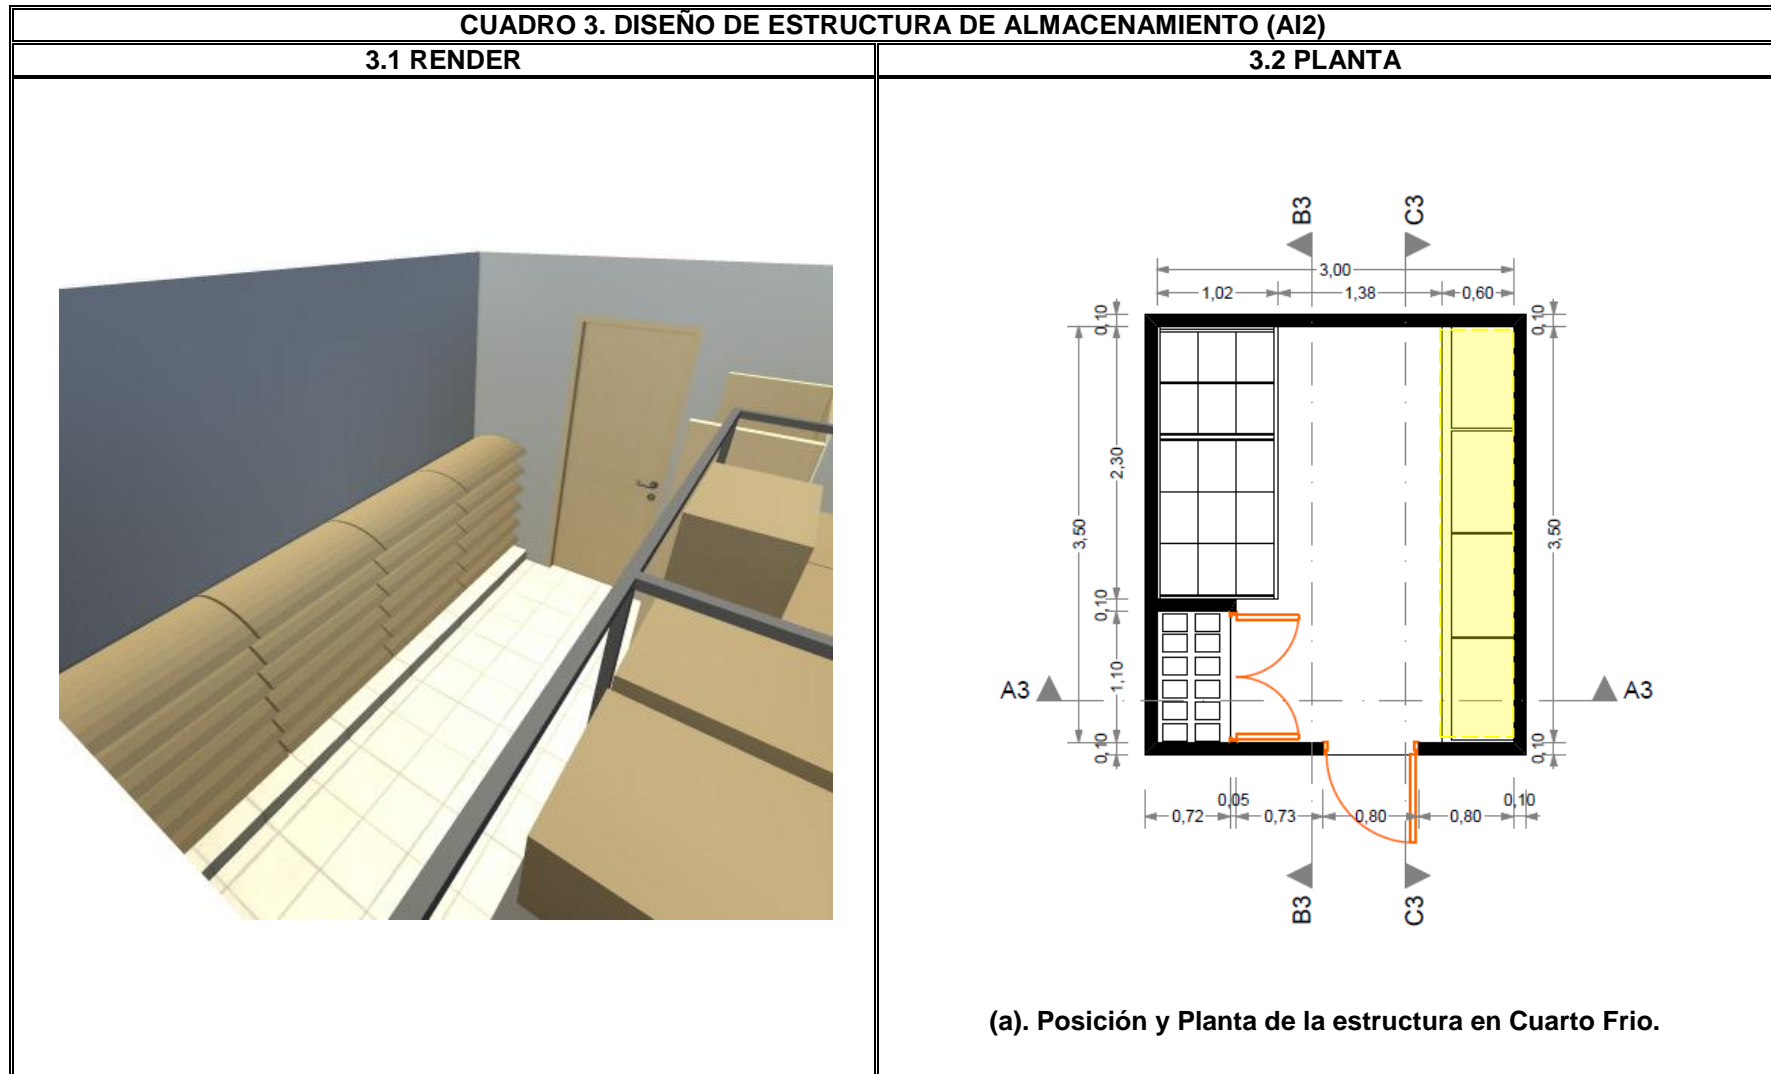 CUADRO 3. DISEÑO DE ESTRUCTURA DE ALMACENAMIENTO (AI2)
3.1 RENDER
3.2 PLANTA
B3
C3
3,00
1,02
1,38
0,60
0,10
0,10
2,30
3,50
3,50
0,10
1,10
A3
A3
0,10
0,10
0,05
0,10
0,72
0,73
0,80
0,80
B3
C3
(a). Posición y Planta de la estructura en Cuarto Frio.